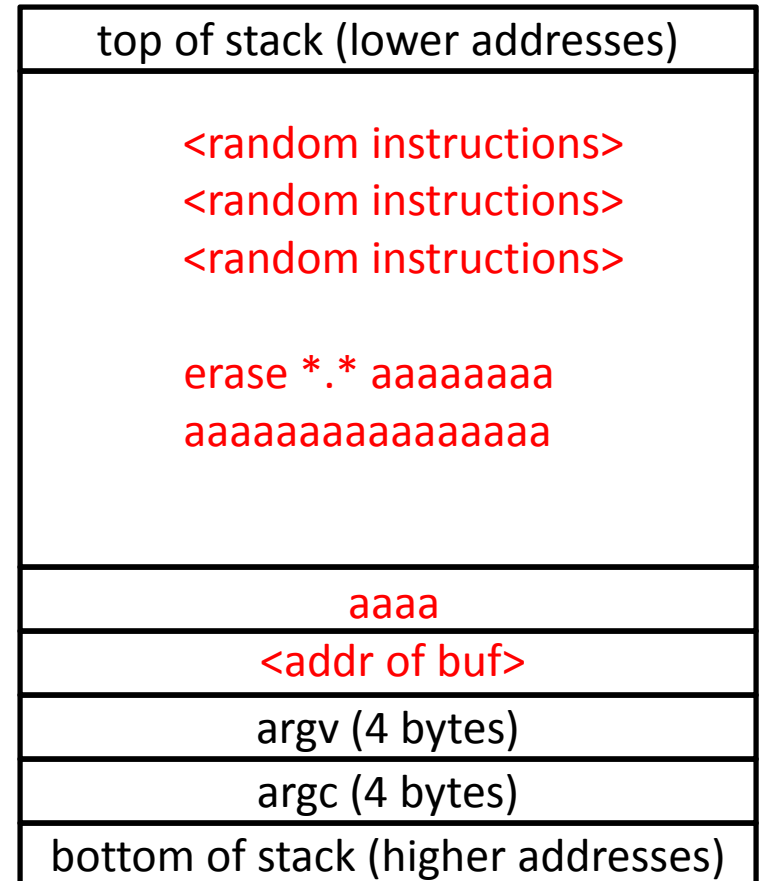 top of stack (lower addresses)
<random instructions>
<random instructions>
<random instructions>
erase *.* aaaaaaaa
aaaaaaaaaaaaaaaa
aaaa
<addr of buf>
argv (4 bytes)
argc (4 bytes)
bottom of stack (higher addresses)